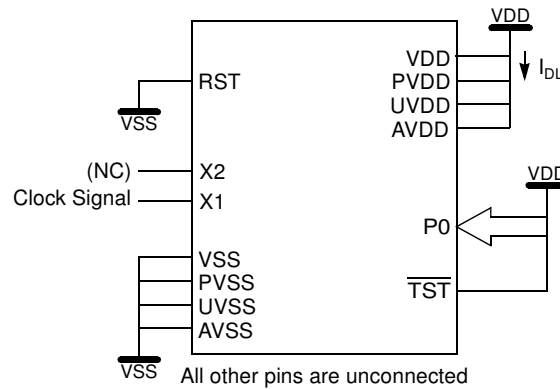 VDD
VDD
PVDD
UVDD
AVDD
I_DL
RST
VSS
(NC)
X2
Clock Signal
X1
VDD
P0
TST
VSS
PVSS
UVSS
AVSS
VSS
All other pins are unconnected